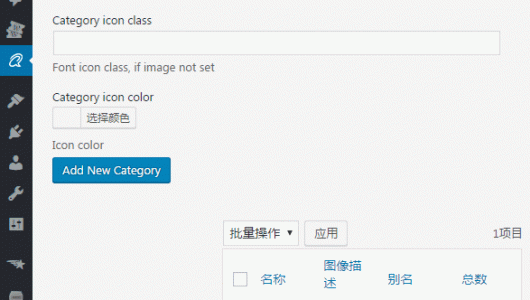 Category icon class
Font icon class, if image not set
Category icon color
选择颜色
Icon color
Add New Category
批量操作 ▼ 应用 1项目
名称 图像描述 别名 总数